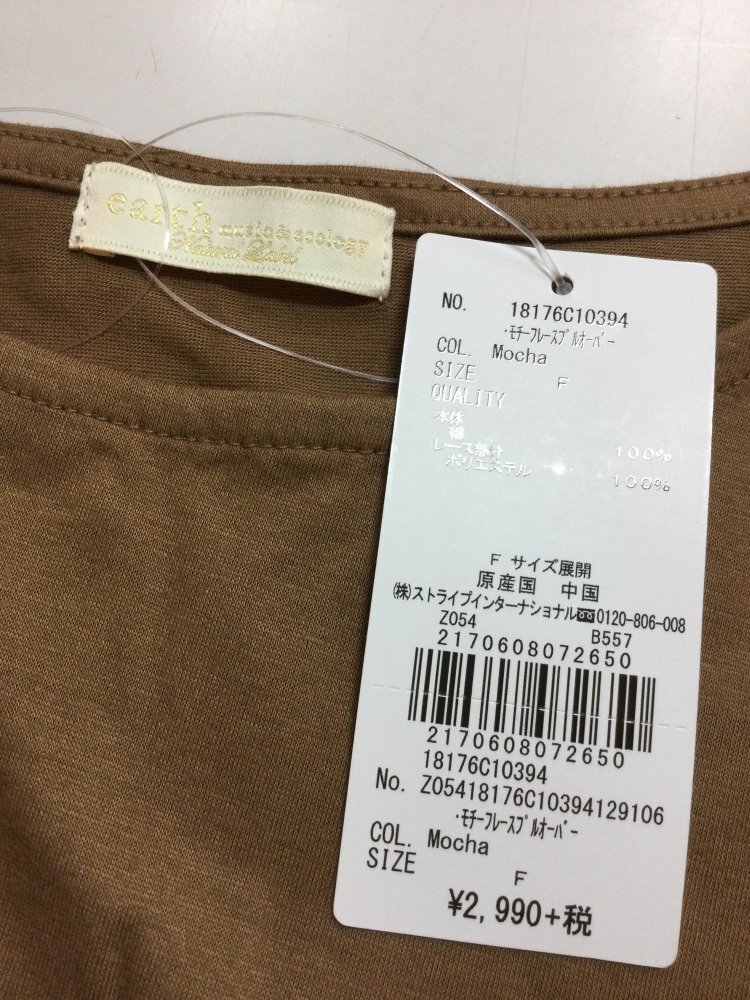 earth music&ecology
Natural Label
NO. 18176C10394
･ﾓﾁｰﾌﾚｰｽﾌﾟﾙｵｰﾊﾞｰ
COL. Mocha
SIZE F
QUALITY
本体
綿 100%
レース部分
ポリエステル 100%
F サイズ展開
原産国 中国
(株)ストライプインターナショナル☎0120-806-008
Z054 B557
2170608072650
2170608072650
18176C10394
No. Z05418176C10394129106
･ﾓﾁｰﾌﾚｰｽﾌﾟﾙｵｰﾊﾞｰ
COL. Mocha
SIZE F
¥2,990+税